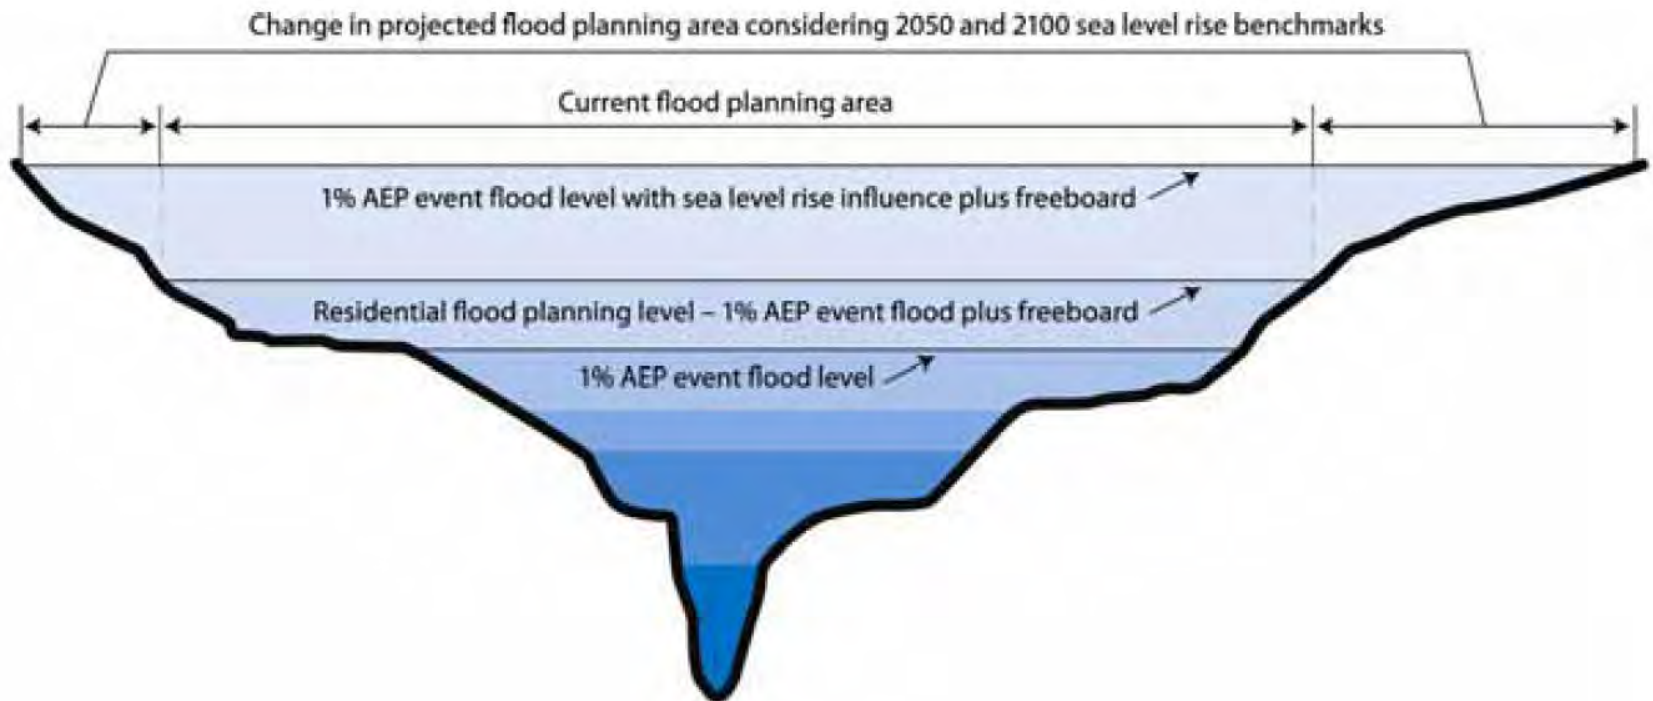 Change in projected flood planning area considering 2050 and 2100 sea level rise benchmarks
Current flood planning area
1% AEP event flood level with sea level rise influence plus freeboard
Residential flood planning level – 1% AEP event flood plus freeboard
1% AEP event flood level